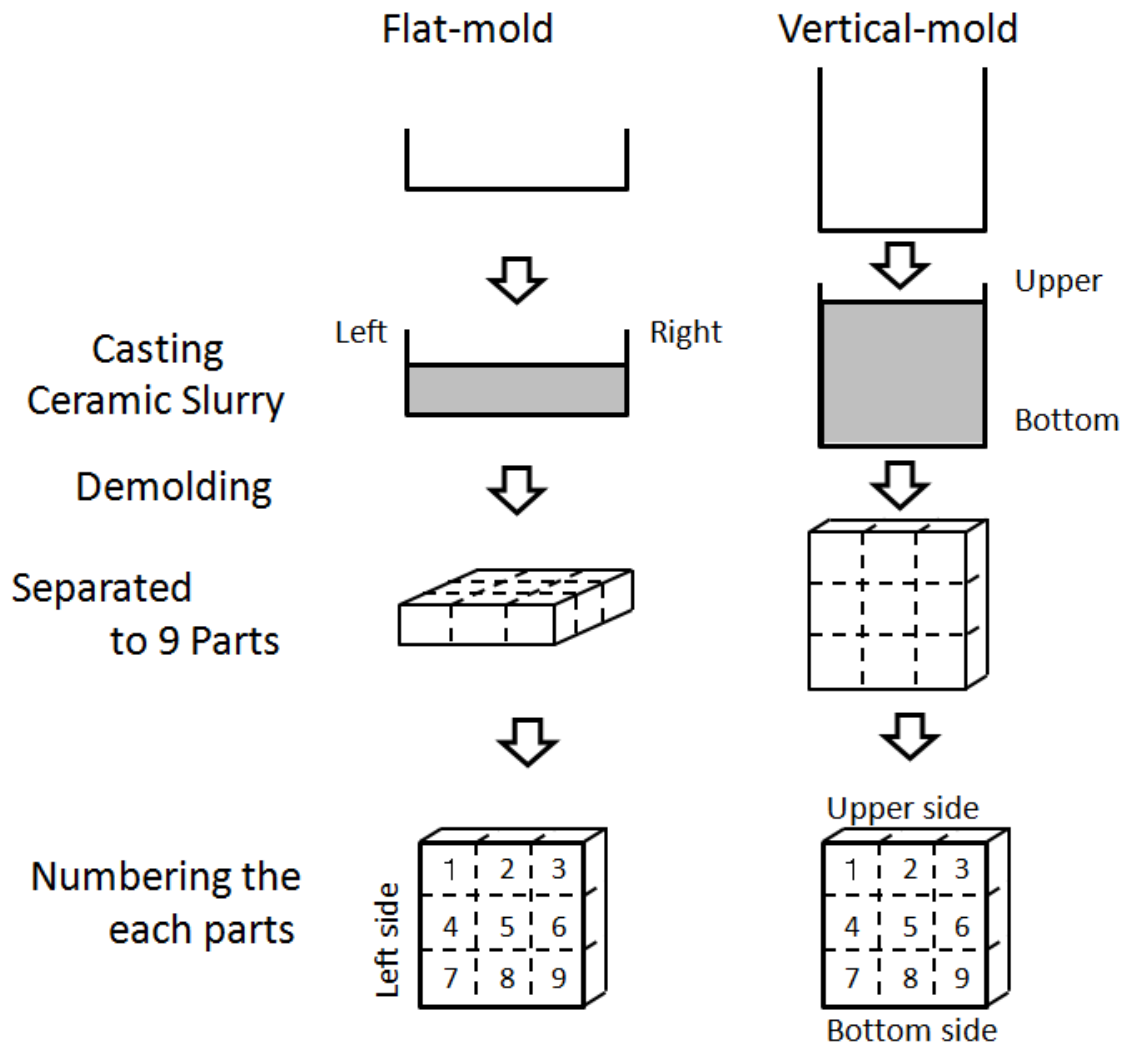 Flat-mold
Vertical-mold
Upper
Left
Right
Casting
Ceramic Slurry
Bottom
Demolding
Separated
to 9 Parts
Upper side
Numbering the
each parts
Left side
1 2 3
4 5 6
7 8 9
1 2 3
4 5 6
7 8 9
Bottom side